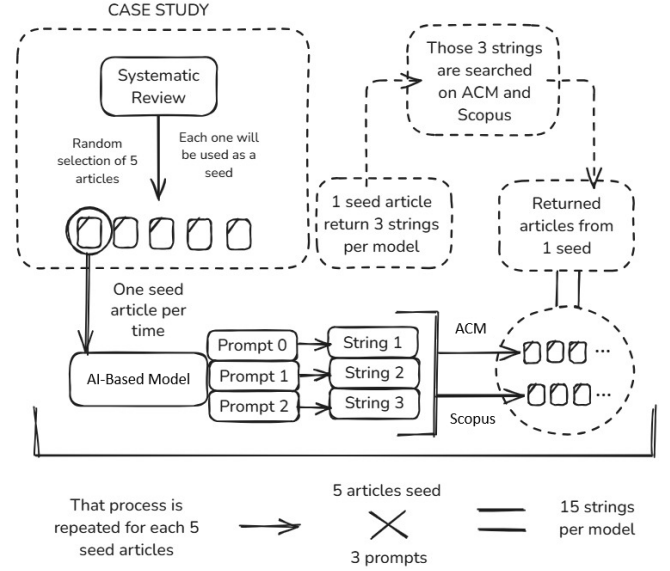 CASE STUDY
Systematic
Review
Random
selection of 5
articles
Each one will
be used as a
seed
Those 3 strings
are searched
on ACM and
Scopus
1 seed article
return 3 strings
per model
Returned
articles from
1 seed
One seed
article per
time
AI-Based Model
Prompt 0
Prompt 1
Prompt 2
String 1
String 2
String 3
ACM
...
Scopus
...
That process is
repeated for each 5
seed articles
5 articles seed
3 prompts
15 strings
per model